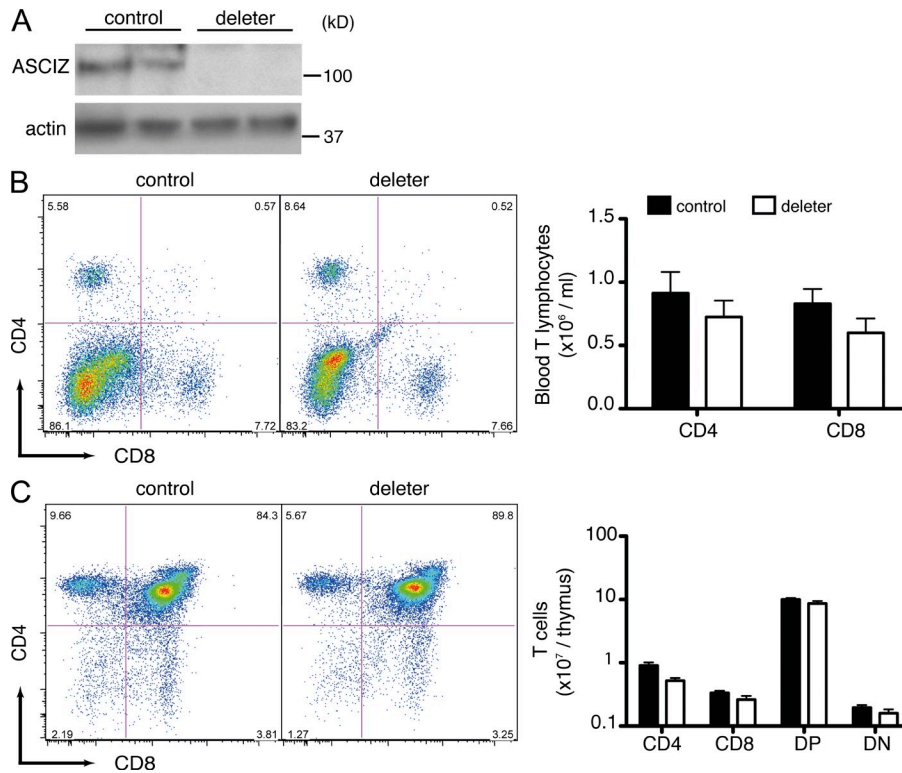 A
control deleter (kD)
ASCIZ
100
actin
37
B
control deleter
5.58 0.57 8.64 0.52
86.1 7.72 83.2 7.66
CD4
CD8
control deleter
Blood T lymphocytes
(x10⁶ / ml)
1.5
1.0
0.5
0.0
CD4 CD8
C
control deleter
9.66 84.3 5.67 89.8
2.19 3.81 1.27 3.25
CD4
CD8
T cells
(x10⁷ / thymus)
100
10
1
0.1
CD4 CD8 DP DN